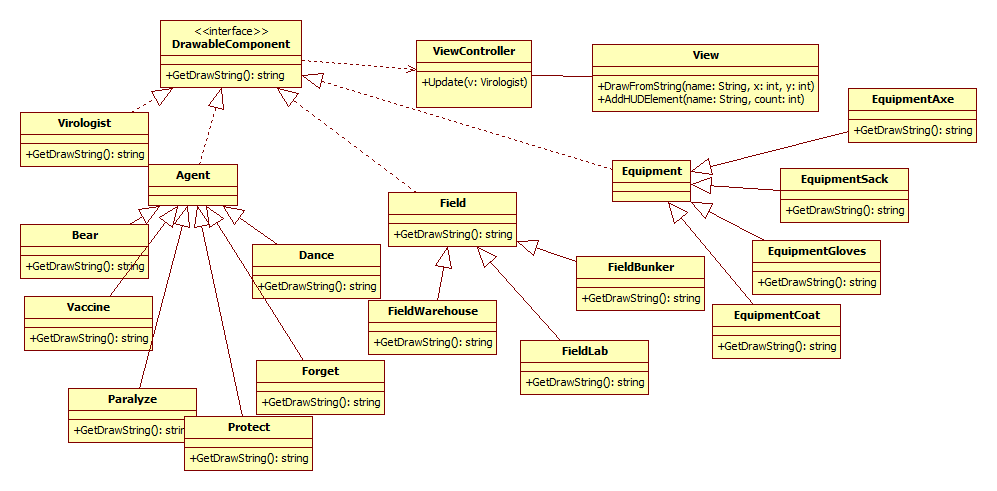 <<interface>>
DrawableComponent
+GetDrawString(): string
ViewController
+Update(v: Virologist)
View
+DrawFromString(name: String, x: int, y: int)
+AddHUDElement(name: String, count: int)
EquipmentAxe
+GetDrawString(): string
Virologist
+GetDrawString(): string
Agent
Equipment
EquipmentSack
+GetDrawString(): string
Field
+GetDrawString(): string
Bear
+GetDrawString(): string
Dance
+GetDrawString(): string
EquipmentGloves
+GetDrawString(): string
FieldBunker
+GetDrawString(): string
Vaccine
+GetDrawString(): string
FieldWarehouse
+GetDrawString(): string
EquipmentCoat
+GetDrawString(): string
FieldLab
+GetDrawString(): string
Forget
+GetDrawString(): string
Paralyze
+GetDrawString(): string
Protect
+GetDrawString(): string